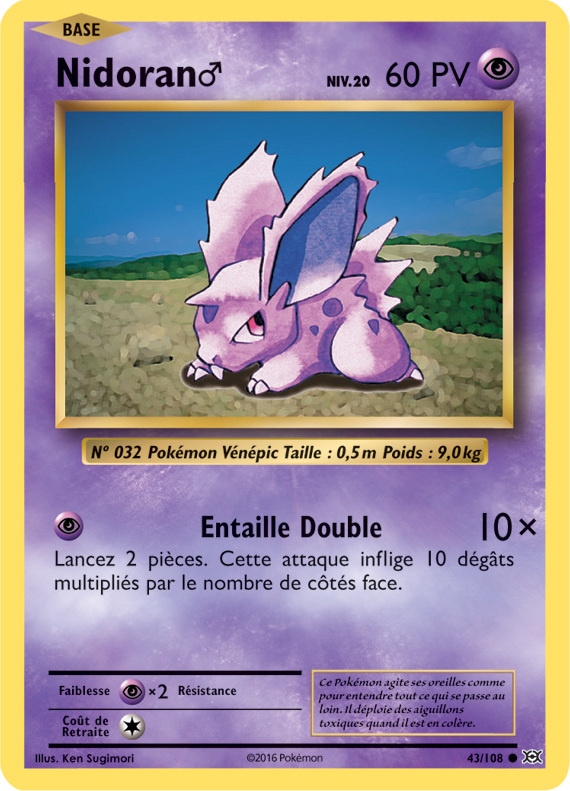 BASE
Nidoran♂ NIV.20 60 PV
N° 032 Pokémon Vénépic Taille : 0,5 m Poids : 9,0 kg
Entaille Double 10×
Lancez 2 pièces. Cette attaque inflige 10 dégâts
multipliés par le nombre de côtés face.
Faiblesse ×2 Résistance
Coût de
Retraite
Ce Pokémon agite ses oreilles comme
pour entendre tout ce qui se passe au
loin. Il déploie des aiguillons
toxiques quand il est en colère.
Illus. Ken Sugimori ©2016 Pokémon 43/108